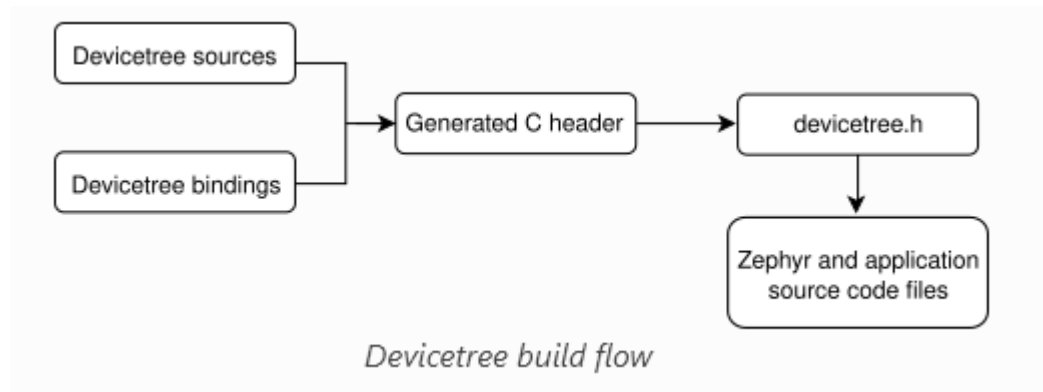 Devicetree sources
Generated C header
devicetree.h
Devicetree bindings
Zephyr and application
source code files
Devicetree build flow